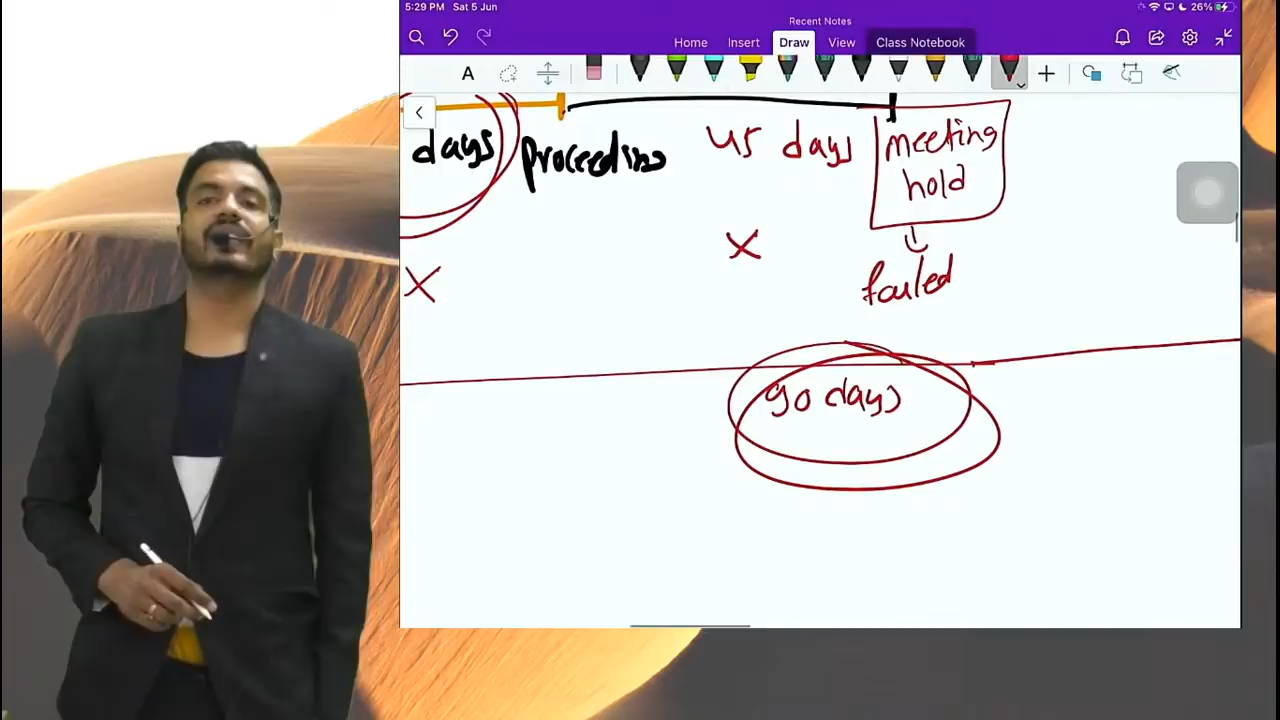 5:29 PM Sat 5 Jun 26%
Recent Notes
Home Insert Draw View Class Notebook
A
days proceeding 45 days meeting
hold
X
X failed
90 days